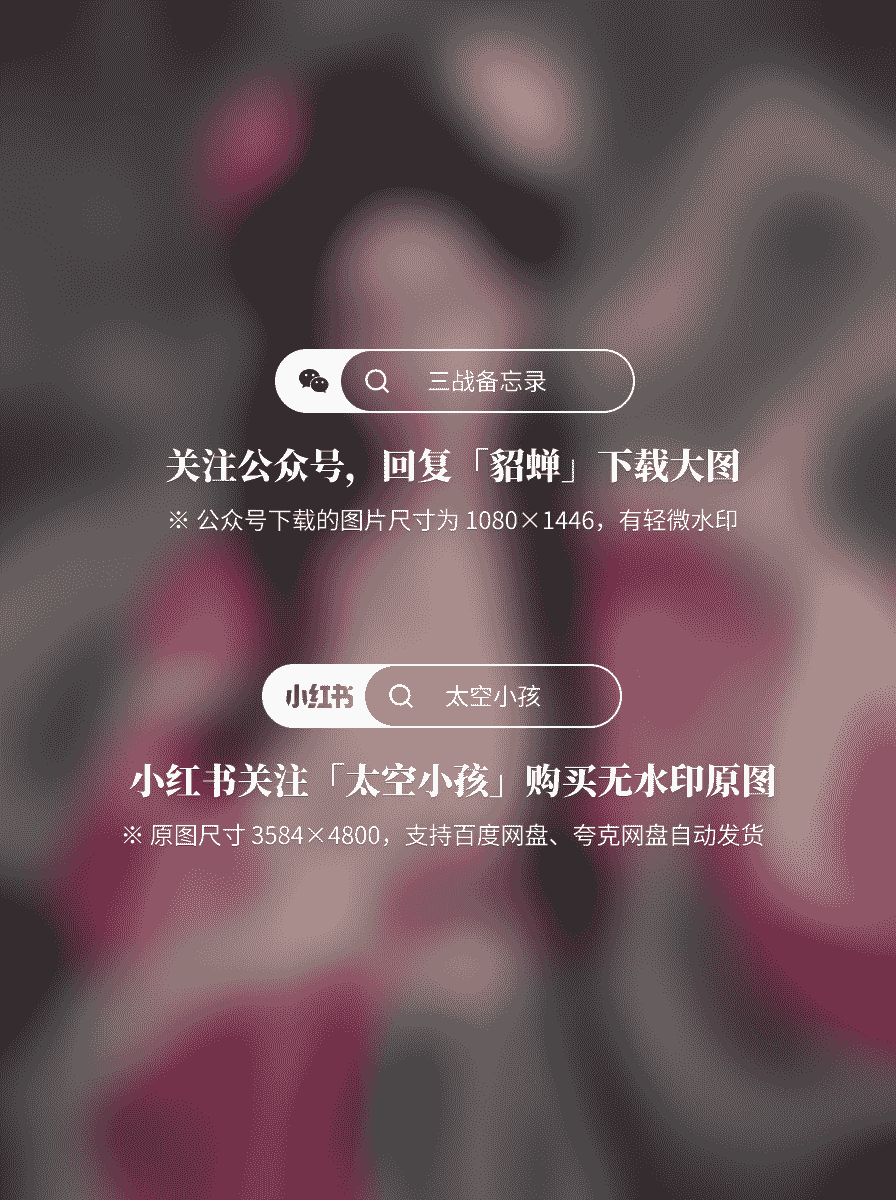 三战备忘录
关注公众号，回复「貂蝉」下载大图
※ 公众号下载的图片尺寸为 1080×1446，有轻微水印
小红书 太空小孩
小红书关注「太空小孩」购买无水印原图
※ 原图尺寸 3584×4800，支持百度网盘、夸克网盘自动发货